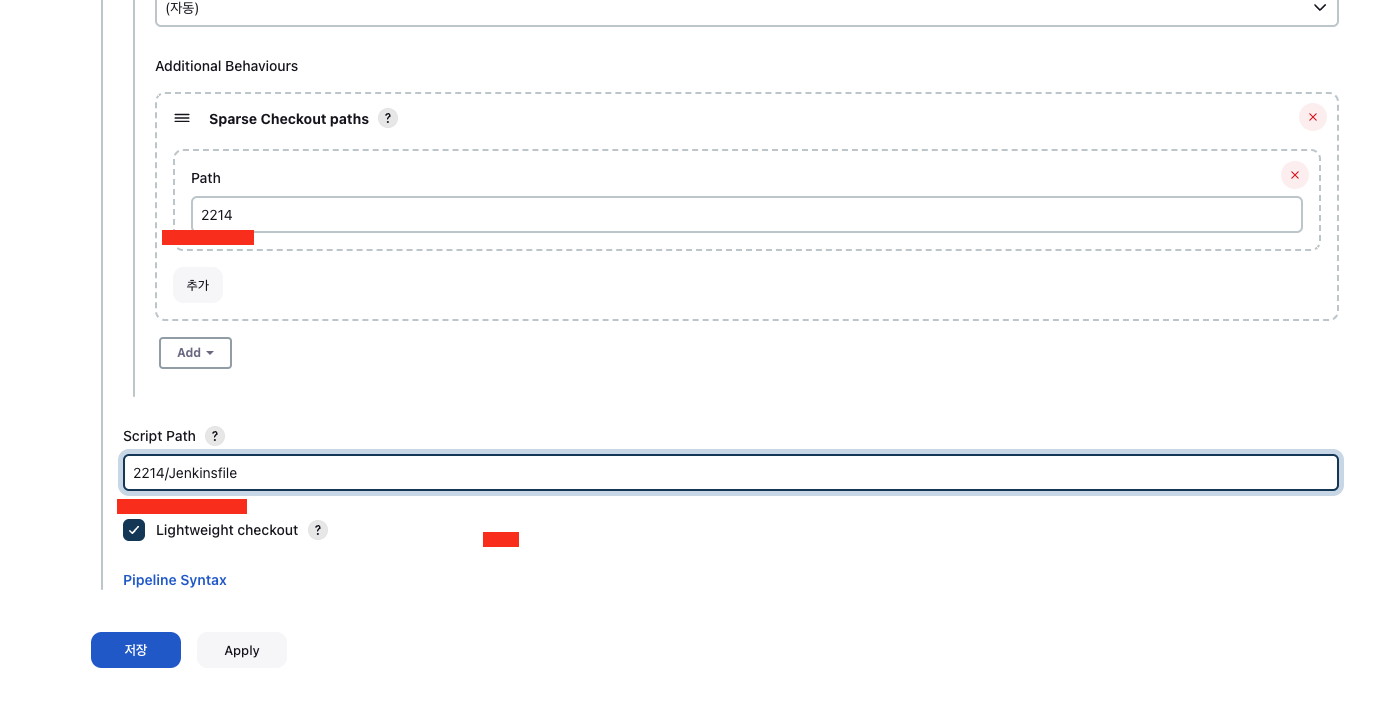 (자동)
Additional Behaviours
Sparse Checkout paths ?
Path
2214
추가
Add
Script Path ?
2214/Jenkinsfile
Lightweight checkout ?
Pipeline Syntax
저장 Apply